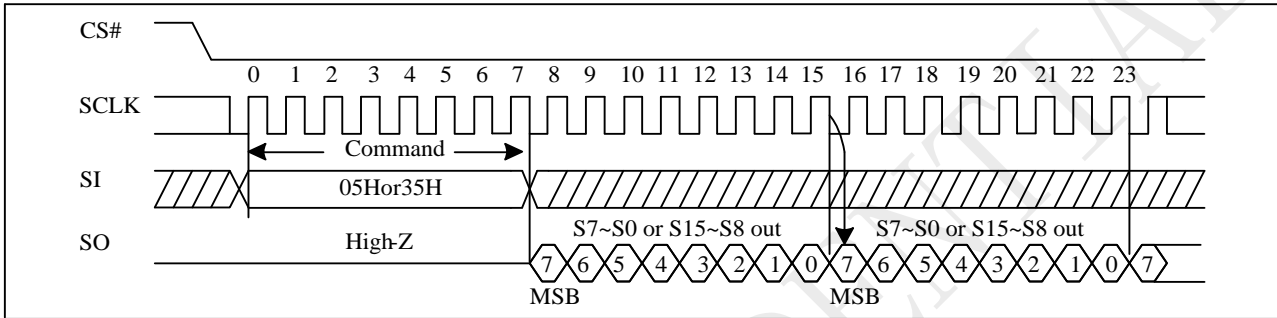 CS#
0 1 2 3 4 5 6 7 8 9 10 11 12 13 14 15 16 17 18 19 20 21 22 23
SCLK
Command
SI
05Hor35H
S7~S0 or S15~S8 out S7~S0 or S15~S8 out
SO
High-Z
7 6 5 4 3 2 1 0 7 6 5 4 3 2 1 0 7
MSB MSB